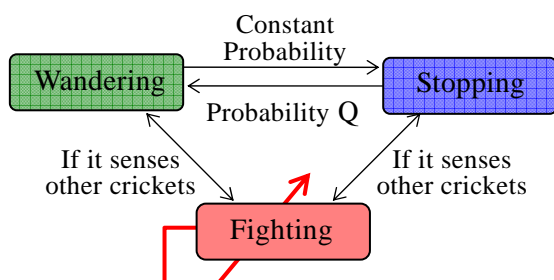 Constant
Probability
Wandering
Stopping
Probability Q
If it senses
other crickets
If it senses
other crickets
Fighting